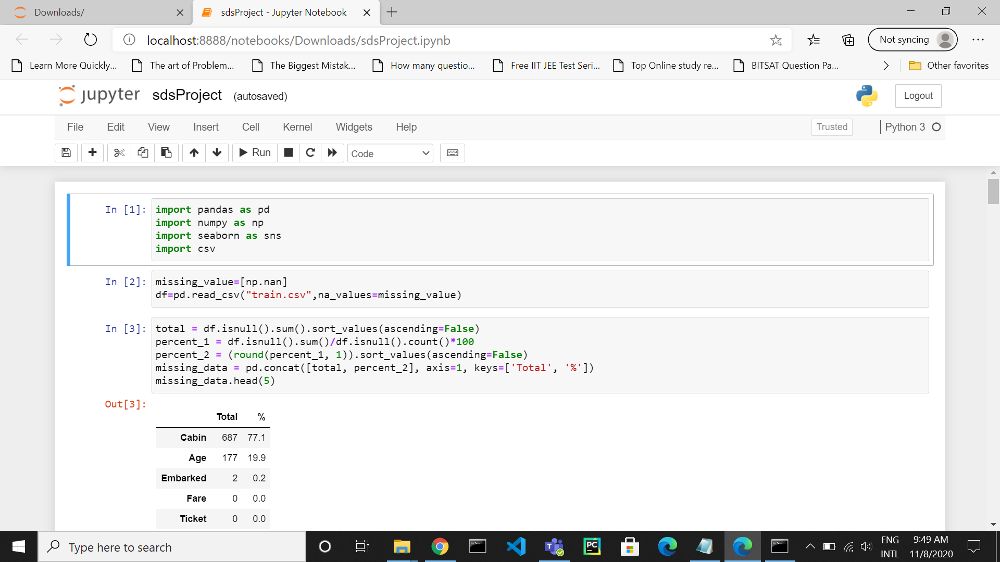 Downloads/
sdsProject - Jupyter Notebook
localhost:8888/notebooks/Downloads/sdsProject.ipynb
Not syncing
Learn More Quickly... The art of Problem... The Biggest Mistak... How many questio... Free IIT JEE Test Seri... Top Online study re... BITSAT Question Pa... Other favorites
jupyter sdsProject (autosaved)
Logout
File Edit View Insert Cell Kernel Widgets Help
Trusted
Python 3
Run
Code
In [1]:
import pandas as pd
import numpy as np
import seaborn as sns
import csv
In [2]:
missing_value=[np.nan]
df=pd.read_csv("train.csv",na_values=missing_value)
In [3]:
total = df.isnull().sum().sort_values(ascending=False)
percent_1 = df.isnull().sum()/df.isnull().count()*100
percent_2 = (round(percent_1, 1)).sort_values(ascending=False)
missing_data = pd.concat([total, percent_2], axis=1, keys=['Total', '%'])
missing_data.head(5)
Out[3]:
Total %
Cabin 687 77.1
Age 177 19.9
Embarked 2 0.2
Fare 0 0.0
Ticket 0 0.0
Type here to search
PC
ENG
INTL
9:49 AM
11/8/2020